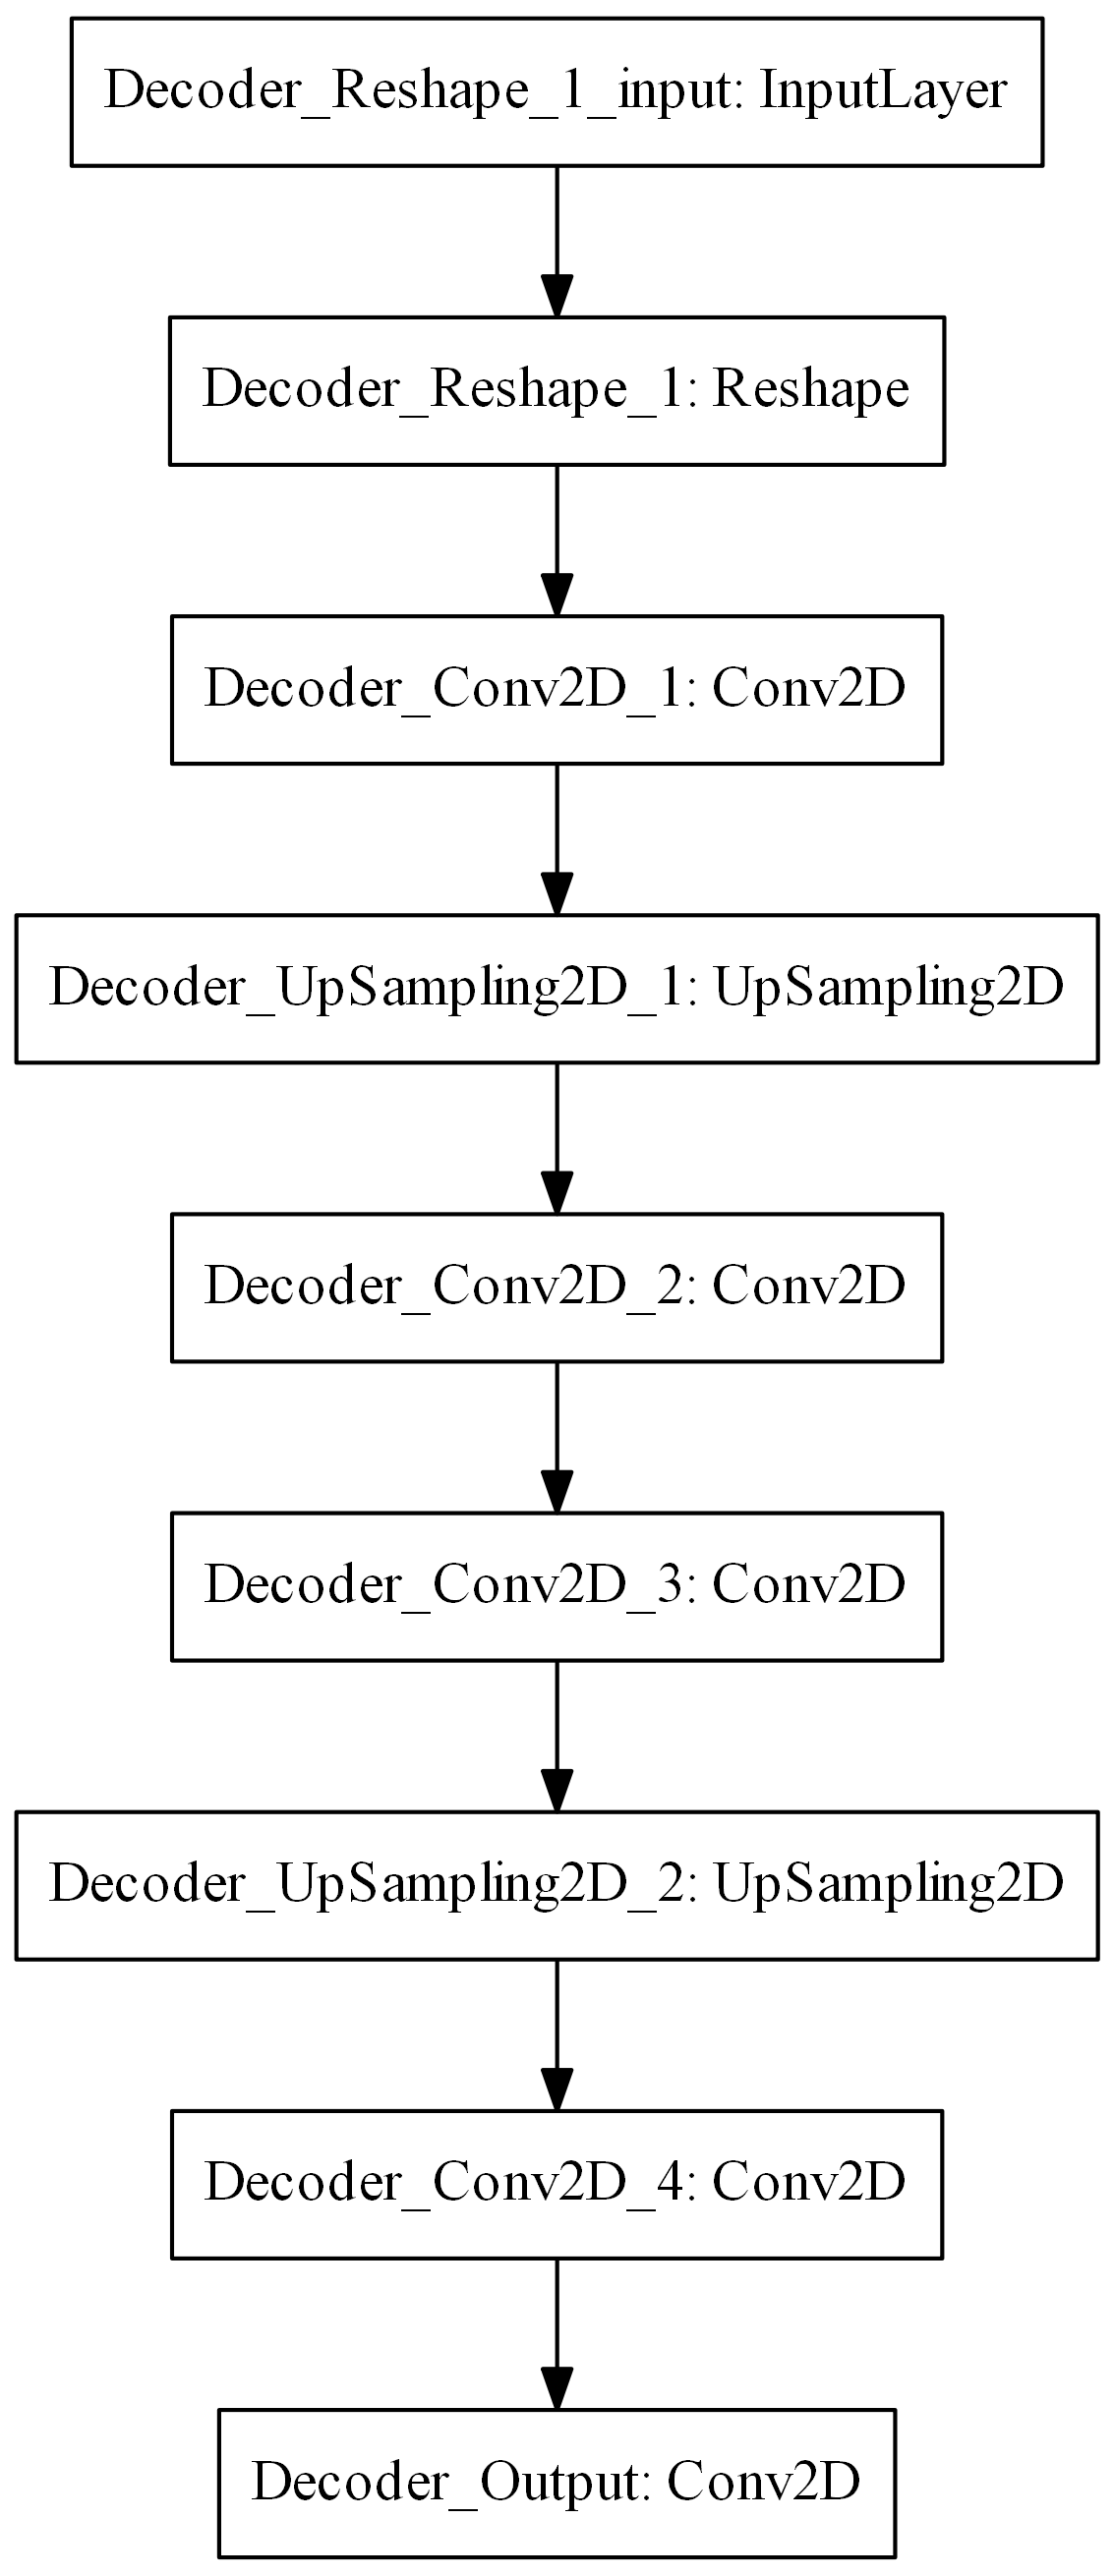 Decoder_Reshape_1_input: InputLayer
Decoder_Reshape_1: Reshape
Decoder_Conv2D_1: Conv2D
Decoder_UpSampling2D_1: UpSampling2D
Decoder_Conv2D_2: Conv2D
Decoder_Conv2D_3: Conv2D
Decoder_UpSampling2D_2: UpSampling2D
Decoder_Conv2D_4: Conv2D
Decoder_Output: Conv2D